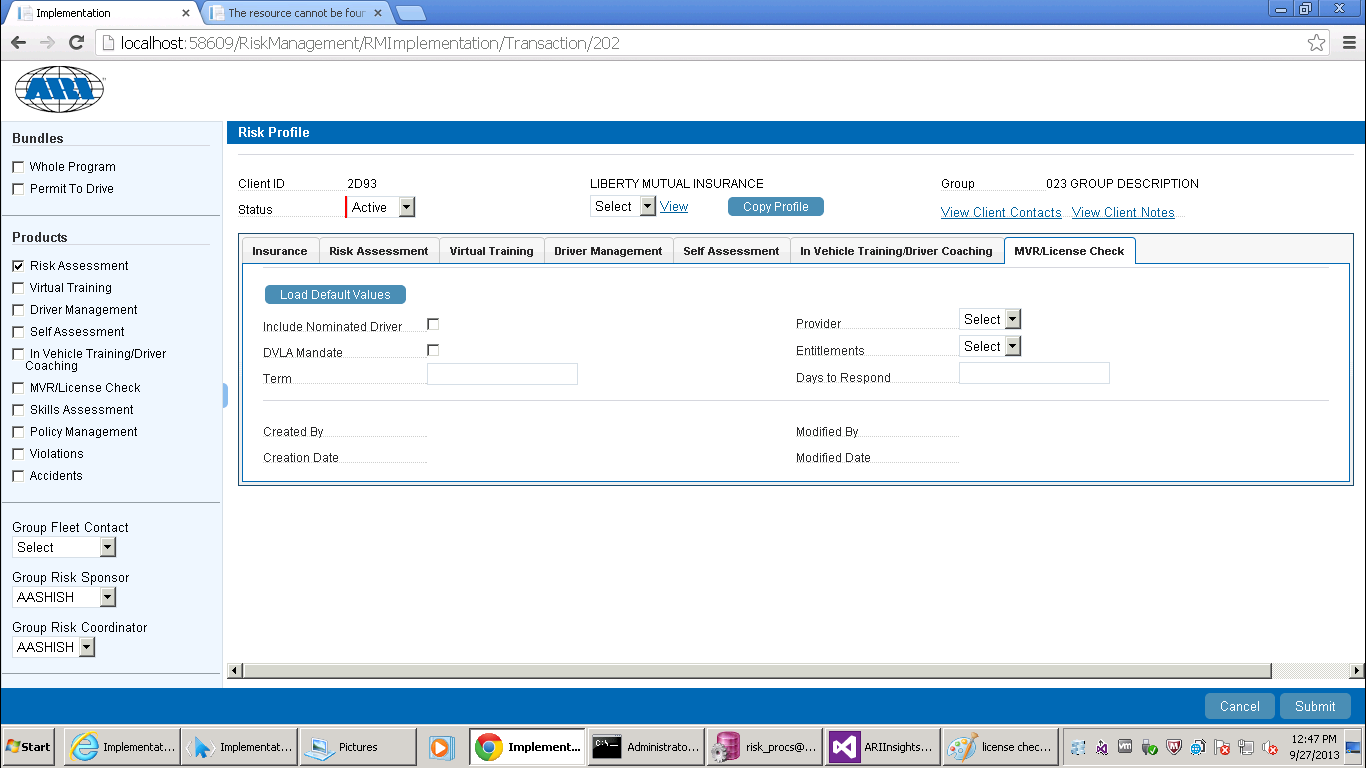 Implementation
The resource cannot be foun
localhost:58609/RiskManagement/RMImplementation/Transaction/202
ARI
Bundles
Whole Program
Permit To Drive
Products
Risk Assessment
Virtual Training
Driver Management
Self Assessment
In Vehicle Training/Driver
Coaching
MVR/License Check
Skills Assessment
Policy Management
Violations
Accidents
Group Fleet Contact
Select
Group Risk Sponsor
AASHISH
Group Risk Coordinator
AASHISH
Risk Profile
Client ID 2D93 LIBERTY MUTUAL INSURANCE Group 023 GROUP DESCRIPTION
Status Active Select View Copy Profile View Client Contacts View Client Notes
Insurance Risk Assessment Virtual Training Driver Management Self Assessment In Vehicle Training/Driver Coaching MVR/License Check
Load Default Values
Include Nominated Driver Provider Select
DVLA Mandate Entitlements Select
Term Days to Respond
Created By Modified By
Creation Date Modified Date
Cancel Submit
Start Implementat... Implementat... Pictures Implement... Administrato... risk_procs@... ARIInsights... license chec... 12:47 PM
9/27/2013